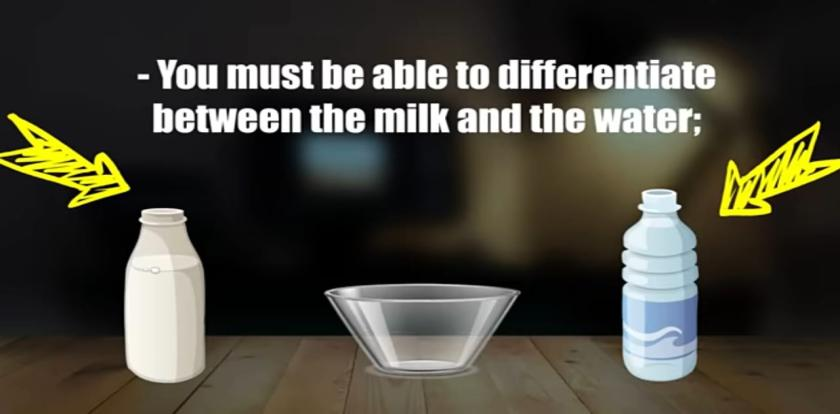 - You must be able to differentiate
between the milk and the water;